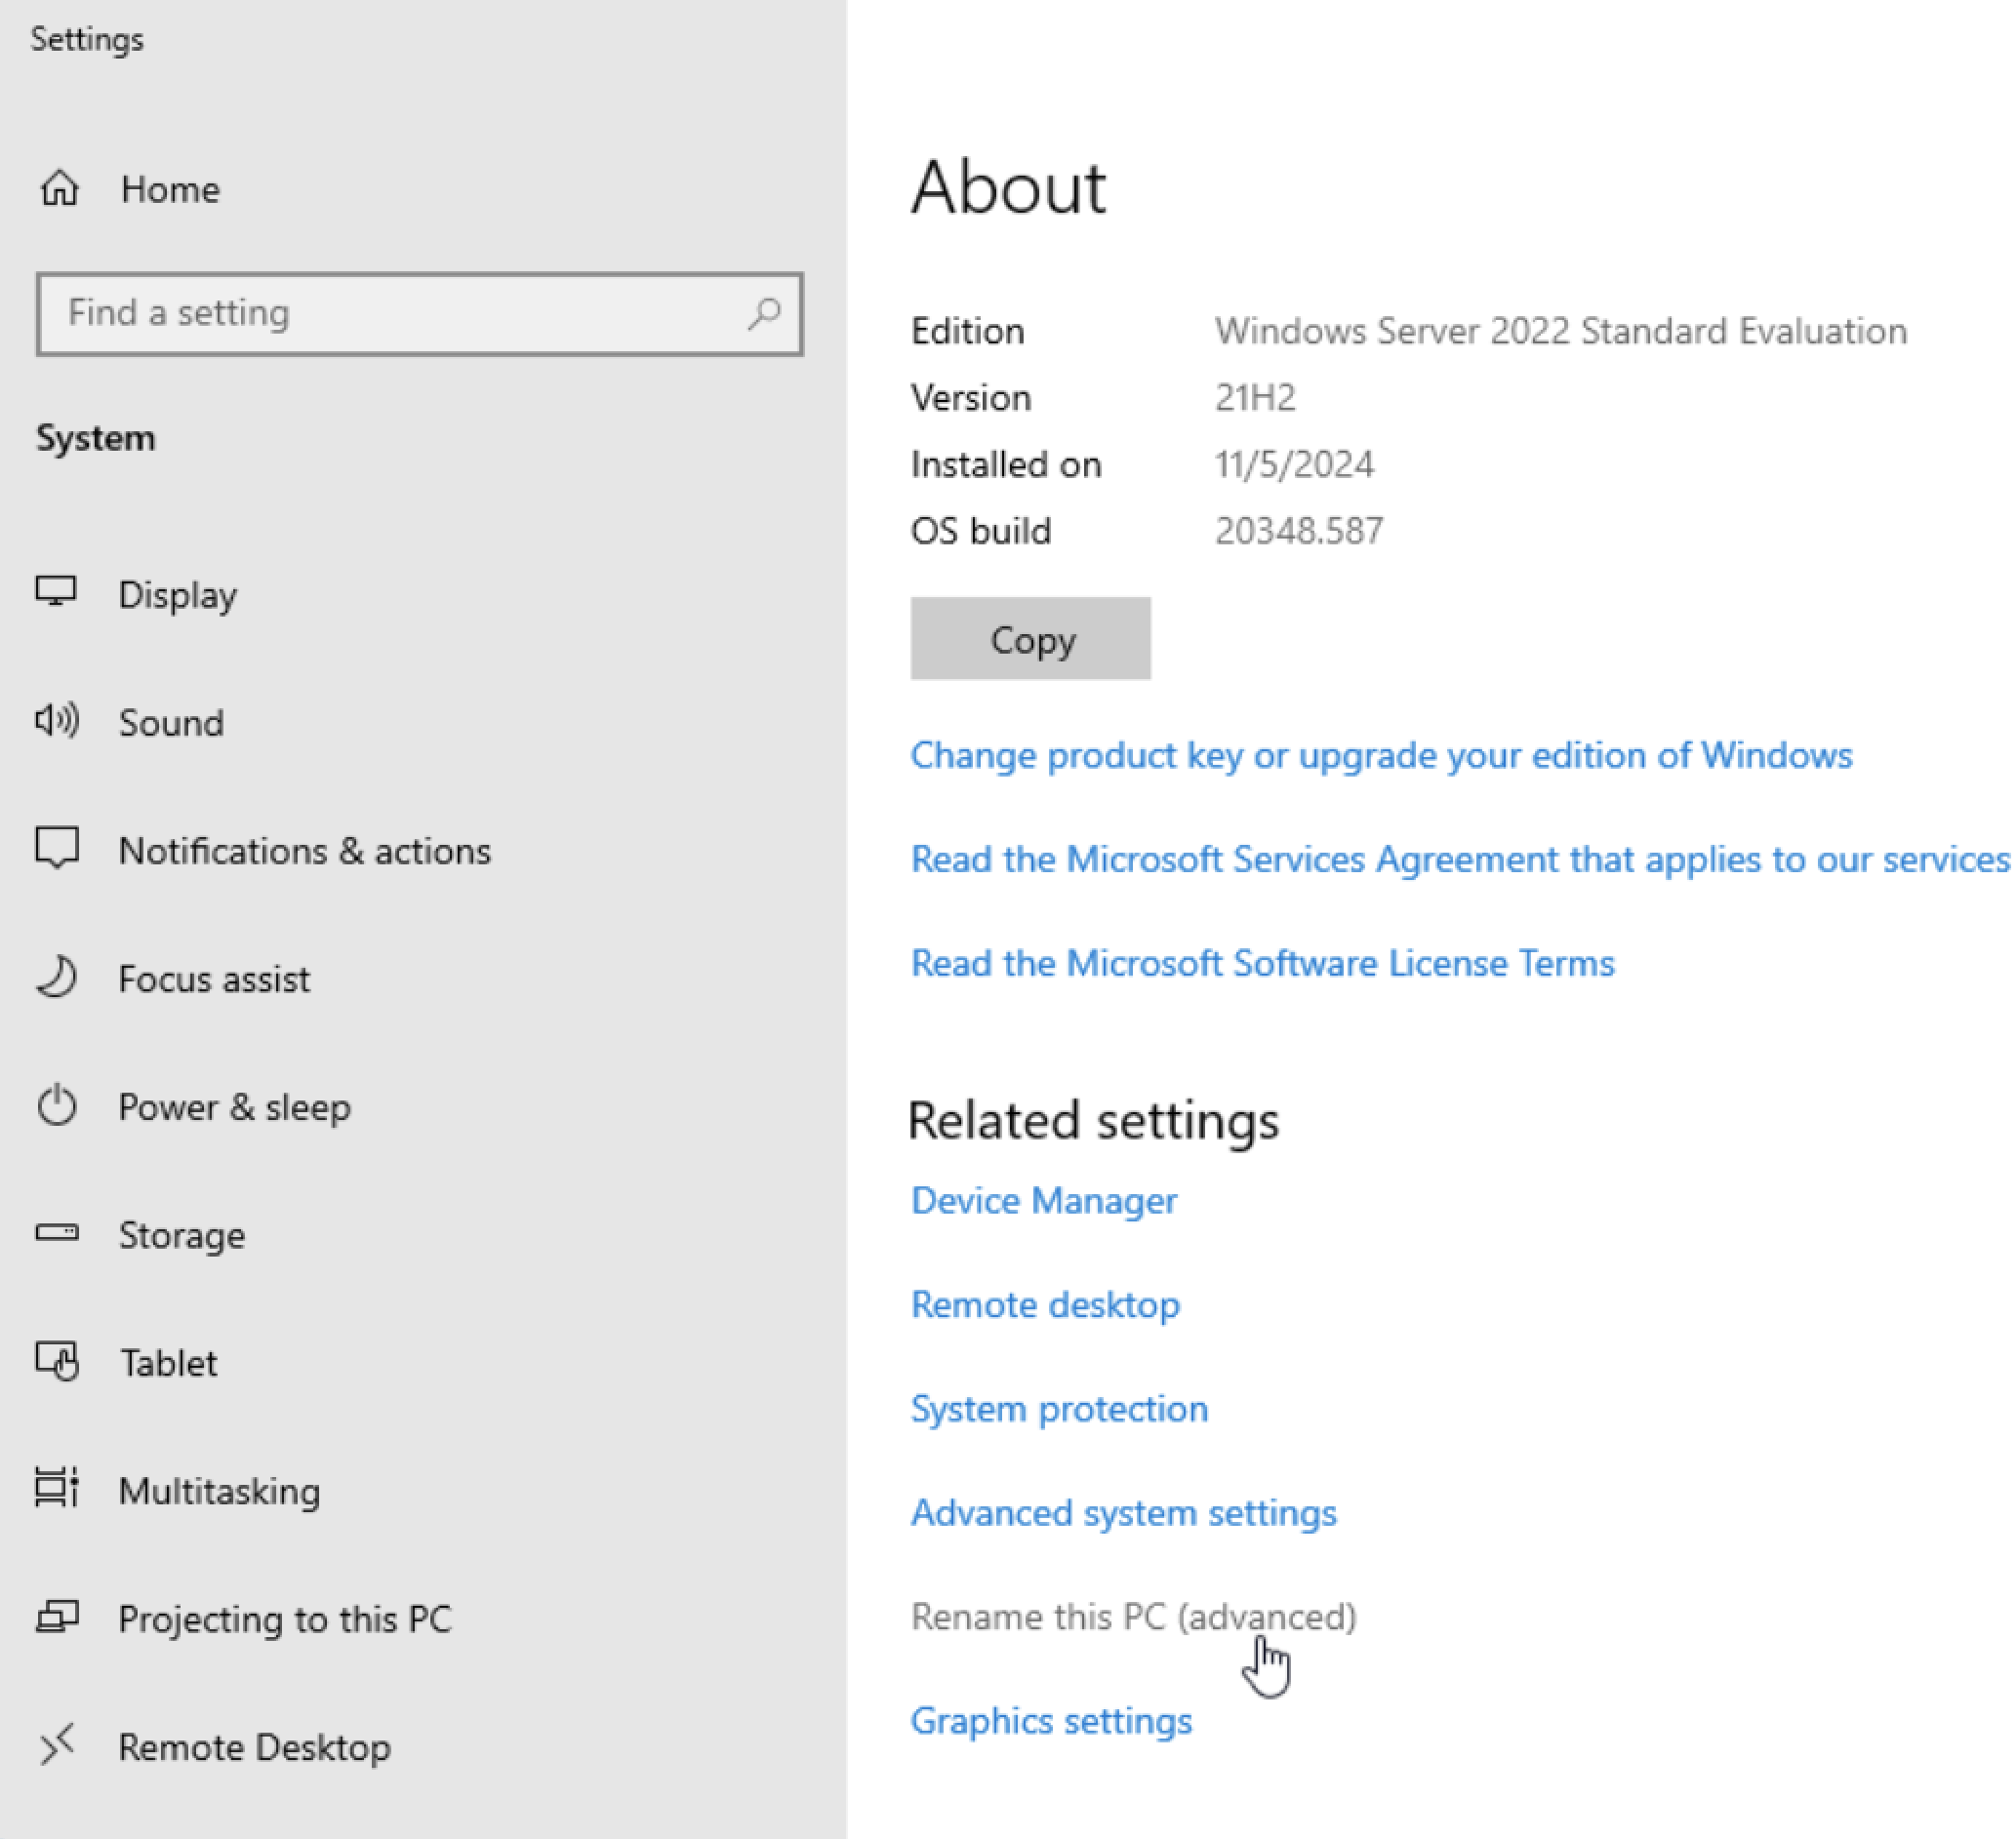 Settings
Home
Find a setting
System
Display
Sound
Notifications & actions
Focus assist
Power & sleep
Storage
Tablet
Multitasking
Projecting to this PC
Remote Desktop
About
Edition Windows Server 2022 Standard Evaluation
Version 21H2
Installed on 11/5/2024
OS build 20348.587
Copy
Change product key or upgrade your edition of Windows
Read the Microsoft Services Agreement that applies to our services
Read the Microsoft Software License Terms
Related settings
Device Manager
Remote desktop
System protection
Advanced system settings
Rename this PC (advanced)
Graphics settings